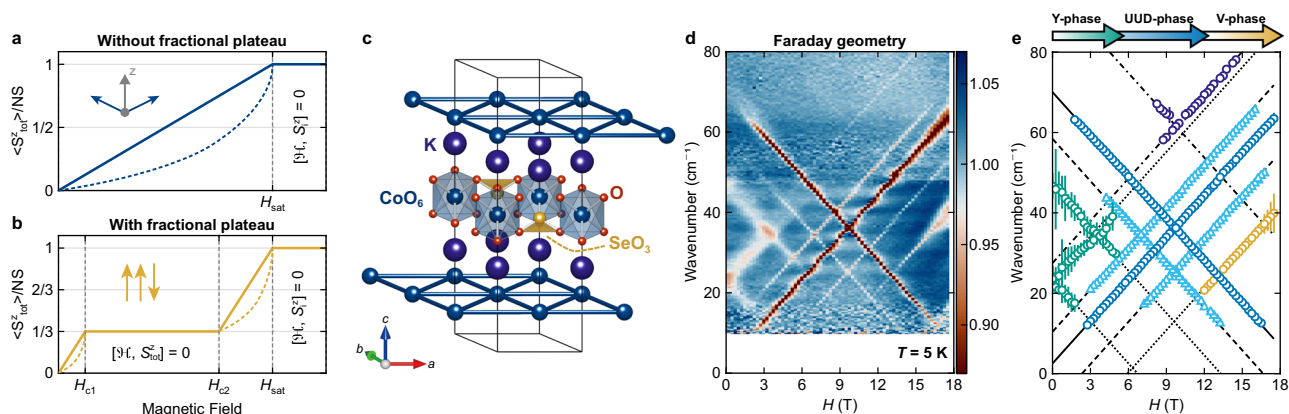 a
Without fractional plateau
<S^z_tot>/NS
1
1/2
0
z
[ℋ, S_i^z] = 0
H_sat
b
With fractional plateau
<S^z_tot>/NS
1
2/3
1/3
0
[ℋ, S^z_tot] = 0
[ℋ, S_i^z] = 0
H_c1
H_c2
H_sat
Magnetic Field
c
K
CoO₆
O
SeO₃
c
b
a
d
Faraday geometry
Wavenumber (cm⁻¹)
80
60
40
20
0
T = 5 K
0 3 6 9 12 15 18
H (T)
1.05
1.00
0.95
0.90
Y-phase
UUD-phase
V-phase
e
Wavenumber (cm⁻¹)
80
60
40
20
0
0 3 6 9 12 15 18
H (T)